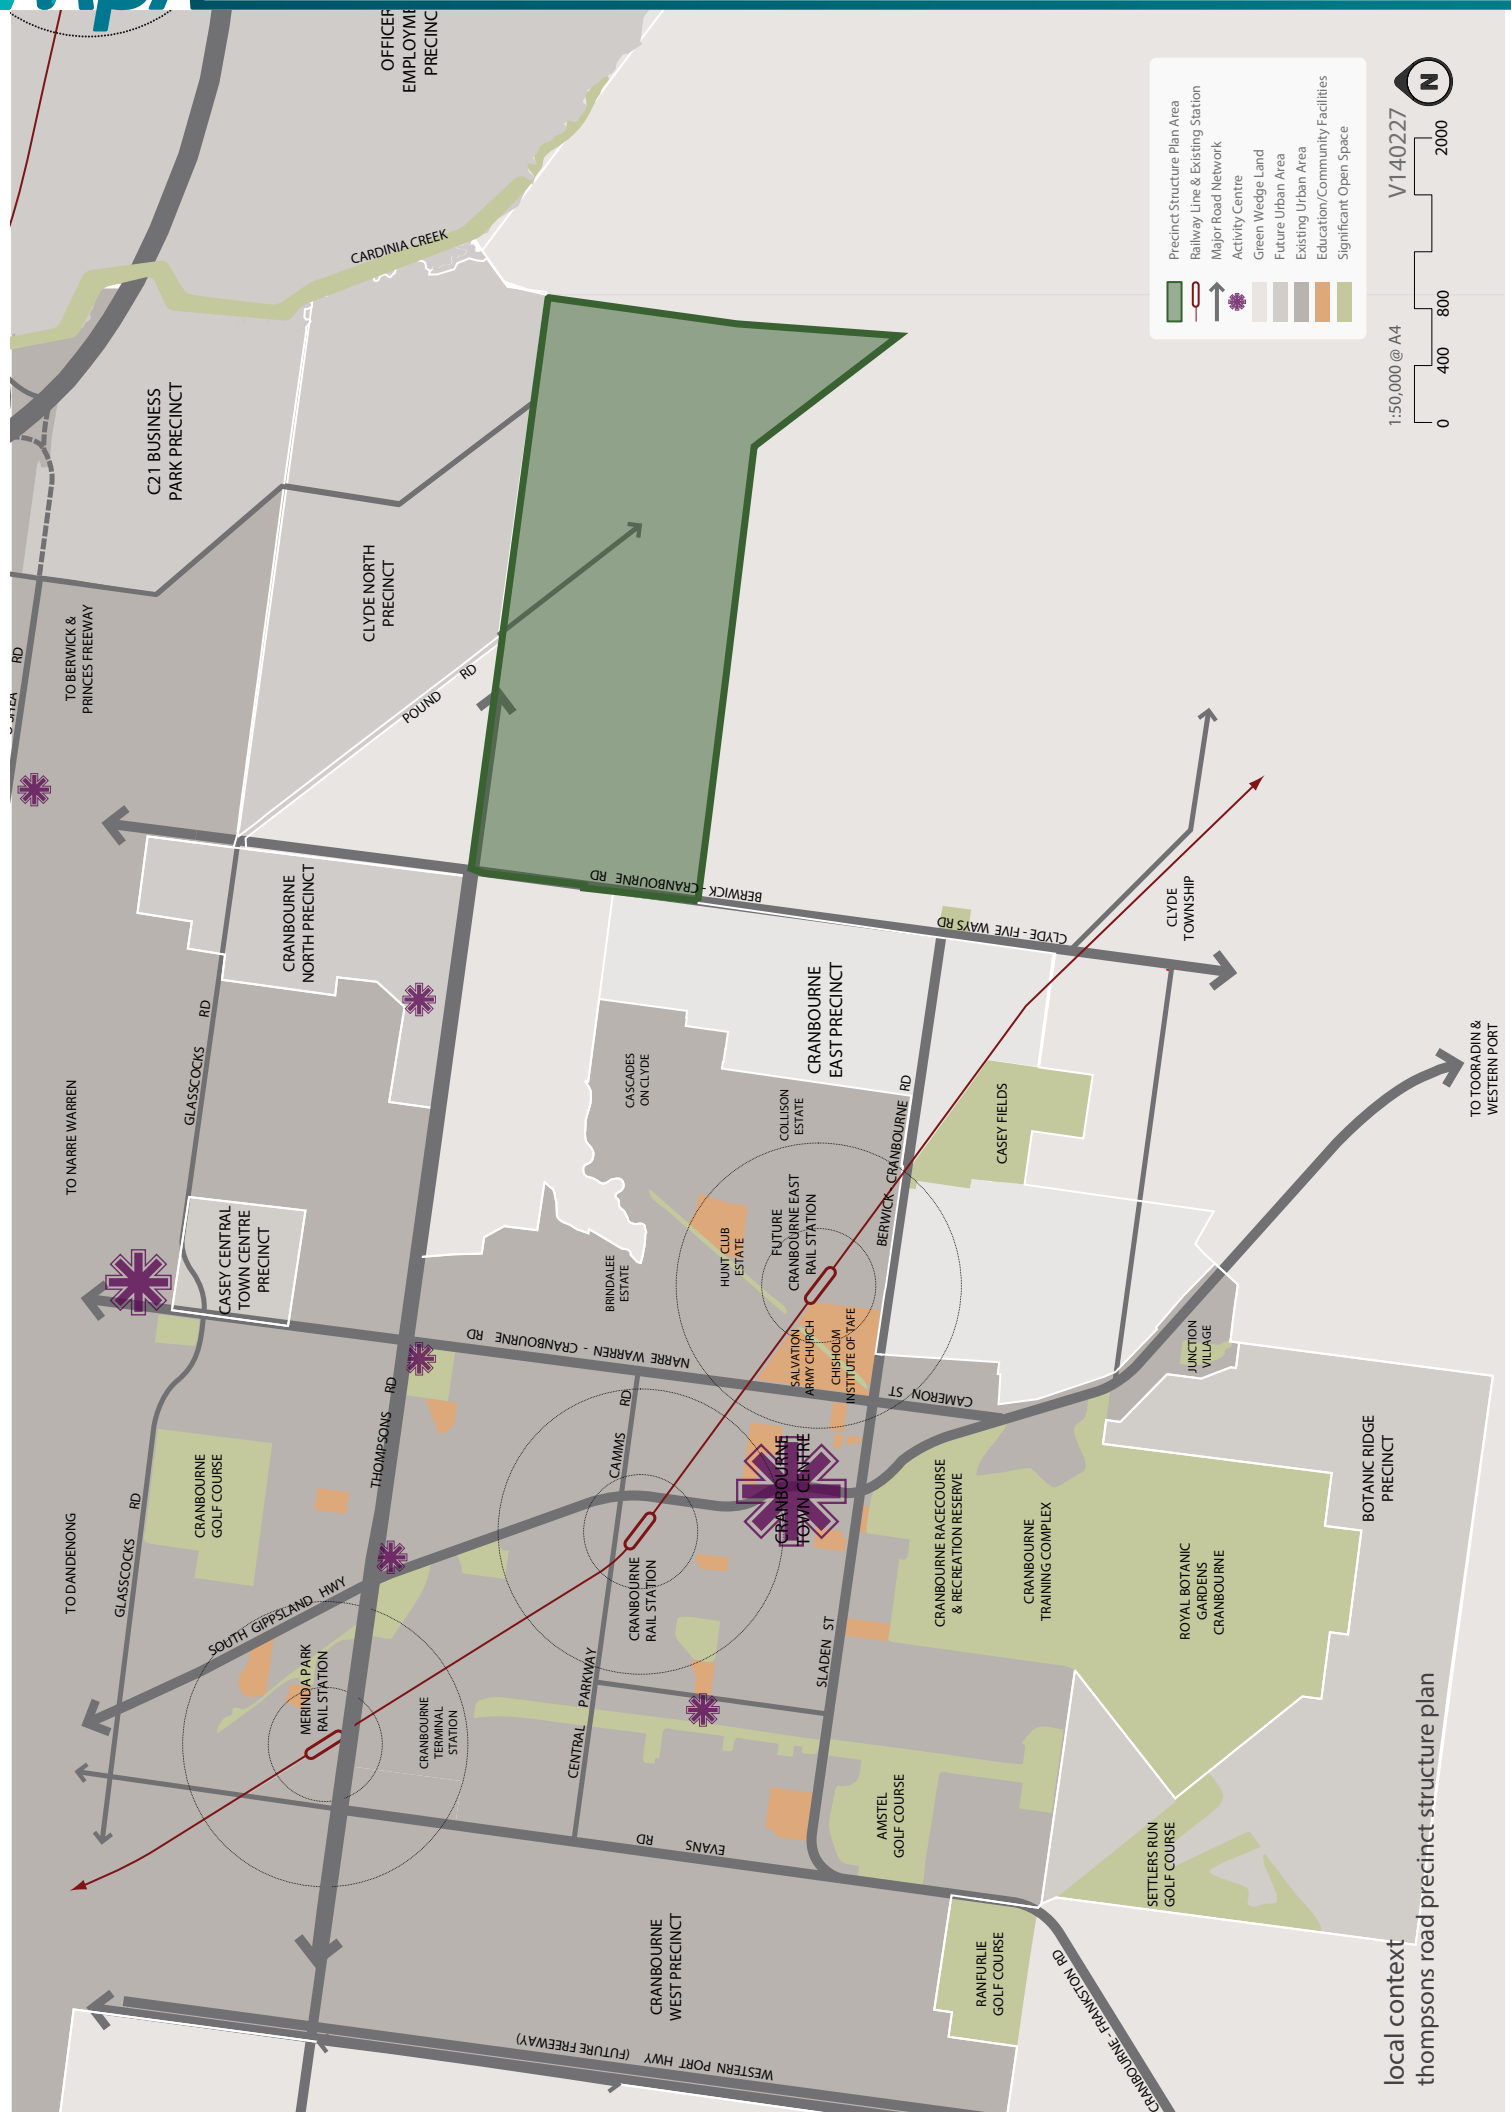 OFFICER
EMPLOYME
PRECINC
CARDINIA CREEK
C21 BUSINESS
PARK PRECINCT
CLYDE NORTH
PRECINCT
TO BERWICK &
PRINCES FREEWAY
RD
POUND RD
Precinct Structure Plan Area
Railway Line & Existing Station
Major Road Network
Activity Centre
Green Wedge Land
Future Urban Area
Existing Urban Area
Education/Community Facilities
Significant Open Space
N
V140227
1:50,000 @ A4
0 400 800 2000
BERWICK - CRANBOURNE RD
CLYDE - FIVE WAYS RD
CLYDE
TOWNSHIP
CRANBOURNE
NORTH PRECINCT
GLASSCOCKS RD
TO NARRE WARREN
CASEY CENTRAL
TOWN CENTRE
PRECINCT
CASCADES
ON CLYDE
CRANBOURNE
EAST PRECINCT
COLLISON
ESTATE
CASEY FIELDS
BERWICK CRANBOURNE RD
TO TOORADIN &
WESTERN PORT
BRINDALEE
ESTATE
HUNT CLUB
ESTATE
FUTURE
CRANBOURNE EAST
RAIL STATION
SALVATION
ARMY CHURCH
CHISHOLM
INSTITUTE OF TAFE
NARRE WARREN - CRANBOURNE RD
CAMERON ST
JUNCTION
VILLAGE
THOMPSONS RD
CAMMS RD
CRANBOURNE
TOWN CENTRE
CRANBOURNE
GOLF COURSE
GLASSCOCKS RD
TO DANDENONG
SOUTH GIPPSLAND HWY
CRANBOURNE
RAIL STATION
CRANBOURNE RACECOURSE
& RECREATION RESERVE
CRANBOURNE
TRAINING COMPLEX
ROYAL BOTANIC
GARDENS
CRANBOURNE
BOTANIC RIDGE
PRECINCT
MERINDA PARK
RAIL STATION
CRANBOURNE
TERMINAL
STATION
CENTRAL PARKWAY
SLADEN ST
EVANS RD
AMSTEL
GOLF COURSE
SETTLERS RUN
GOLF COURSE
CRANBOURNE
WEST PRECINCT
RANFURLIE
GOLF COURSE
CRANBOURNE - FRANKSTON RD
WESTERN PORT HWY (FUTURE FREEWAY)
local context
thompsons road precinct structure plan